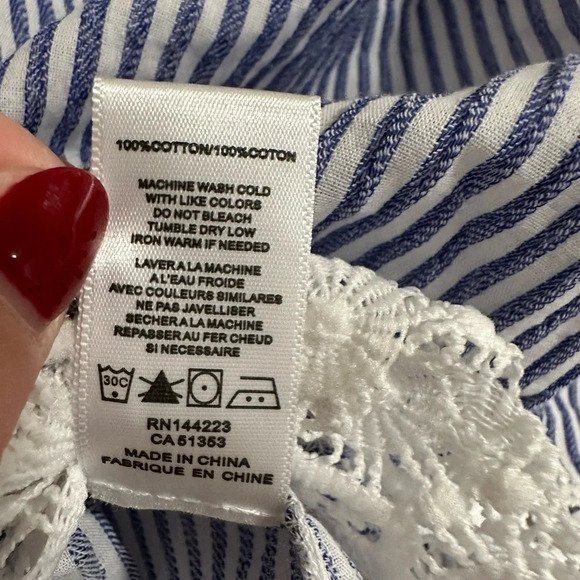 100%COTTON/100%COTON
MACHINE WASH COLD
WITH LIKE COLORS
DO NOT BLEACH
TUMBLE DRY LOW
IRON WARM IF NEEDED
LAVER A LA MACHINE
A L'EAU FROIDE
AVEC COULEURS SIMILARES
NE PAS JAVELLISER
SECHER A LA MACHINE
REPASSER AU FER CHEUD
SI NECESSAIRE
30C
RN144223
CA 51353
MADE IN CHINA
FABRIQUE EN CHINE